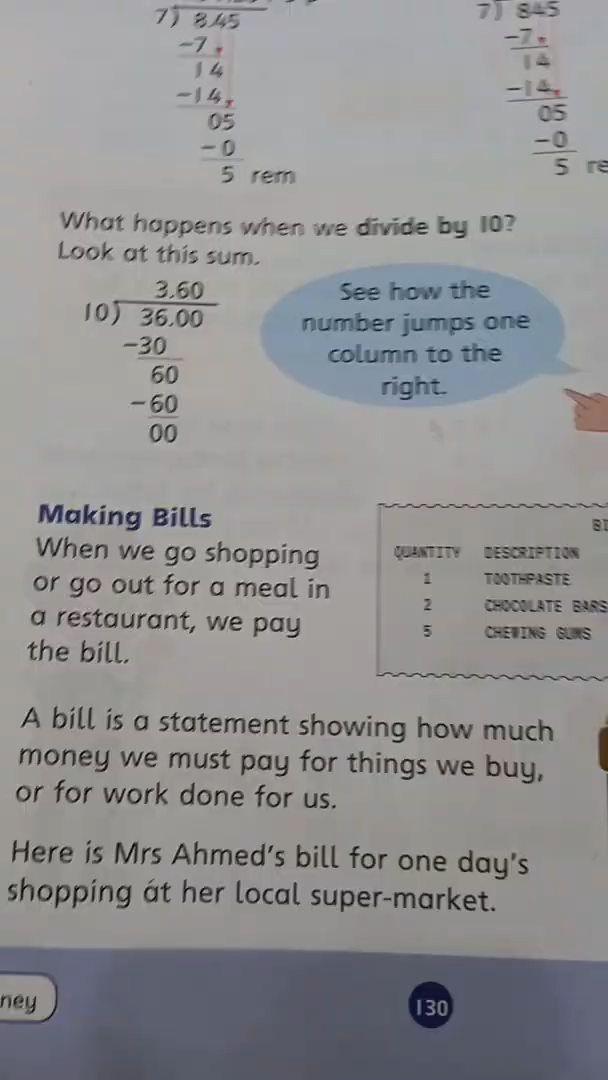 7) 8.45
-7
14
-14
05
-0
5 rem
7) 845
-7
14
-14
05
-0
5
What happens when we divide by 10?
Look at this sum.
3.60
10) 36.00
-30
60
-60
00
See how the
number jumps one
column to the
right.
Making Bills
When we go shopping
or go out for a meal in
a restaurant, we pay
the bill.
QUANTITY DESCRIPTION
1 TOOTHPASTE
2 CHOCOLATE BARS
5 CHEWING GUMS
A bill is a statement showing how much
money we must pay for things we buy,
or for work done for us.
Here is Mrs Ahmed's bill for one day's
shopping át her local super-market.
ney
130